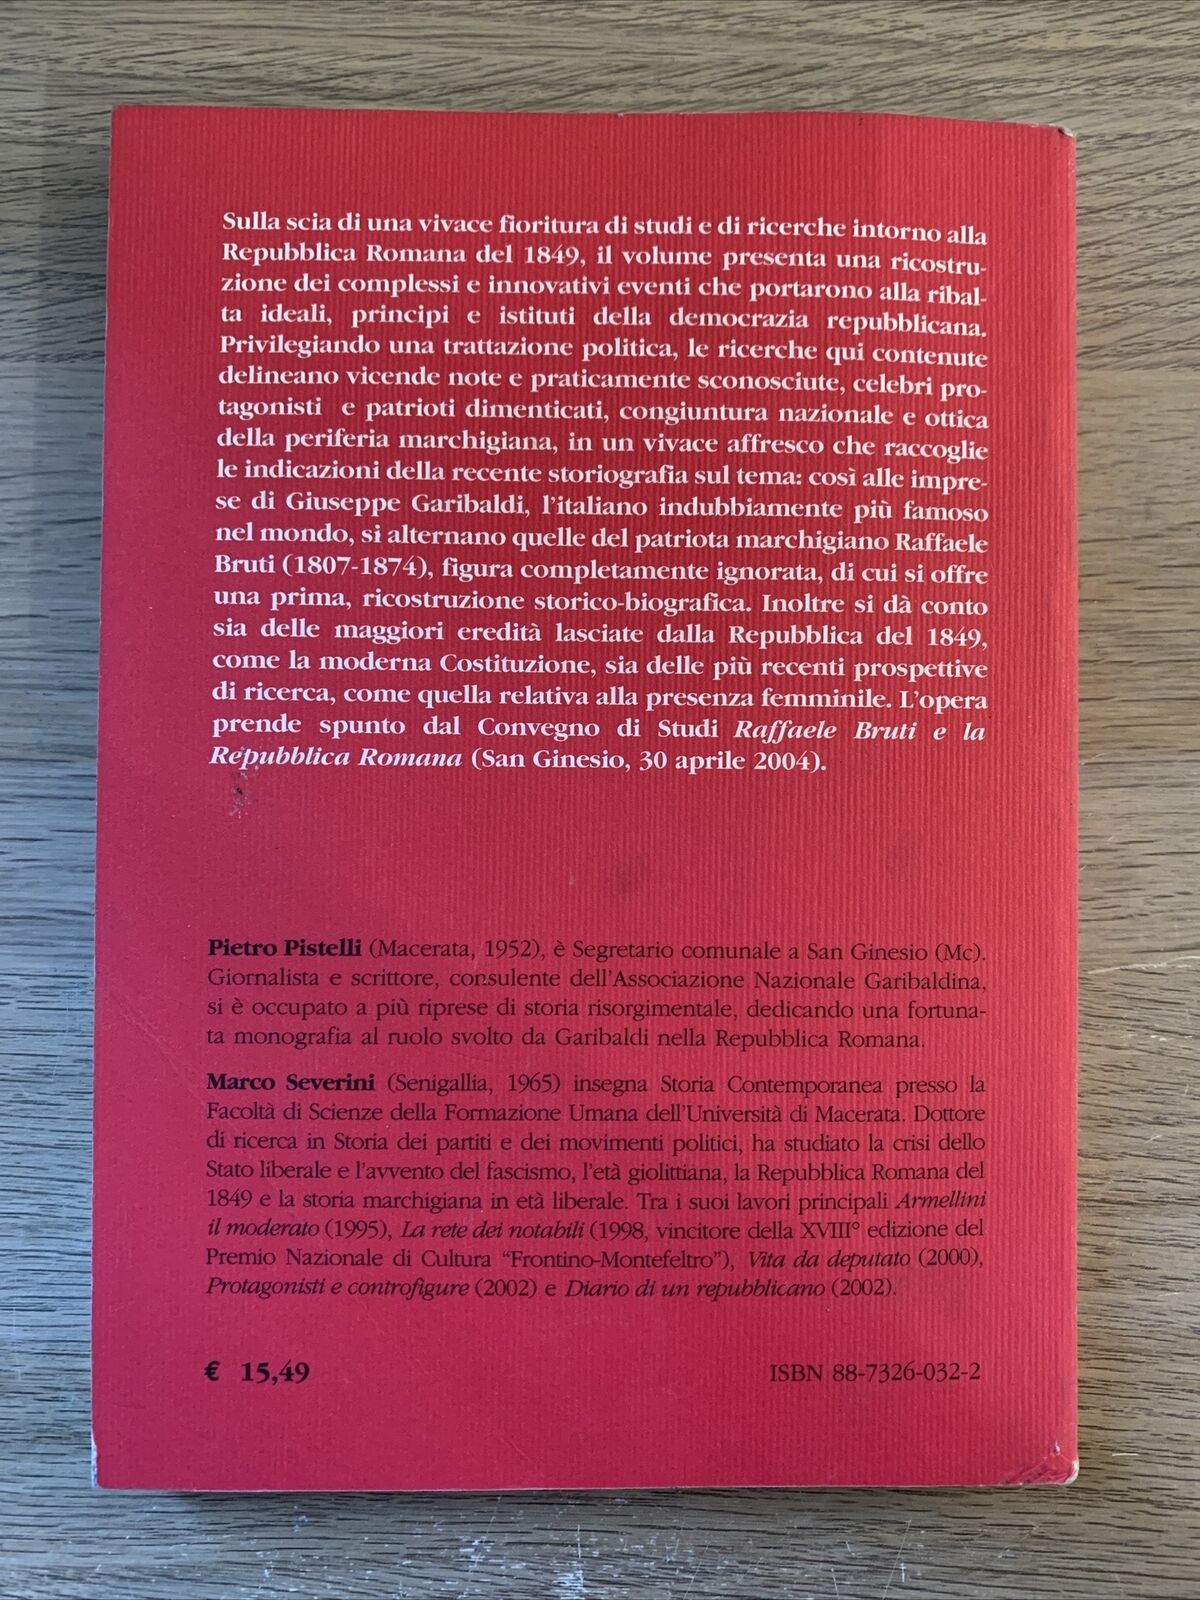 Sulla scia di una vivace fioritura di studi e di ricerche intorno alla
Repubblica Romana del 1849, il volume presenta una ricostru-
zione dei complessi e innovativi eventi che portarono alla ribal-
ta ideali, principi e istituti della democrazia repubblicana.
Privilegiando una trattazione politica, le ricerche qui contenute
delineano vicende note e praticamente sconosciute, celebri pro-
tagonisti e patrioti dimenticati, congiuntura nazionale e ottica
della periferia marchigiana, in un vivace affresco che raccoglie
le indicazioni della recente storiografia sul tema: così alle impre-
se di Giuseppe Garibaldi, l'italiano indubbiamente più famoso
nel mondo, si alternano quelle del patriota marchigiano Raffaele
Bruti (1807-1874), figura completamente ignorata, di cui si offre
una prima, ricostruzione storico-biografica. Inoltre si dà conto
sia delle maggiori eredità lasciate dalla Repubblica del 1849,
come la moderna Costituzione, sia delle più recenti prospettive
di ricerca, come quella relativa alla presenza femminile. L'opera
prende spunto dal Convegno di Studi Raffaele Bruti e la
Repubblica Romana (San Ginesio, 30 aprile 2004).
Pietro Pistelli (Macerata, 1952), è Segretario comunale a San Ginesio (Mc).
Giornalista e scrittore, consulente dell'Associazione Nazionale Garibaldina,
si è occupato a più riprese di storia risorgimentale, dedicando una fortuna-
ta monografia al ruolo svolto da Garibaldi nella Repubblica Romana.
Marco Severini (Senigallia, 1965) insegna Storia Contemporanea presso la
Facoltà di Scienze della Formazione Umana dell'Università di Macerata. Dottore
di ricerca in Storia dei partiti e dei movimenti politici, ha studiato la crisi dello
Stato liberale e l'avvento del fascismo, l'età giolittiana, la Repubblica Romana del
1849 e la storia marchigiana in età liberale. Tra i suoi lavori principali Armellini
il moderato (1995), La rete dei notabili (1998, vincitore della XVIII° edizione del
Premio Nazionale di Cultura "Frontino-Montefeltro"), Vita da deputato (2000),
Protagonisti e controfigure (2002) e Diario di un repubblicano (2002).
€ 15,49
ISBN 88-7326-032-2